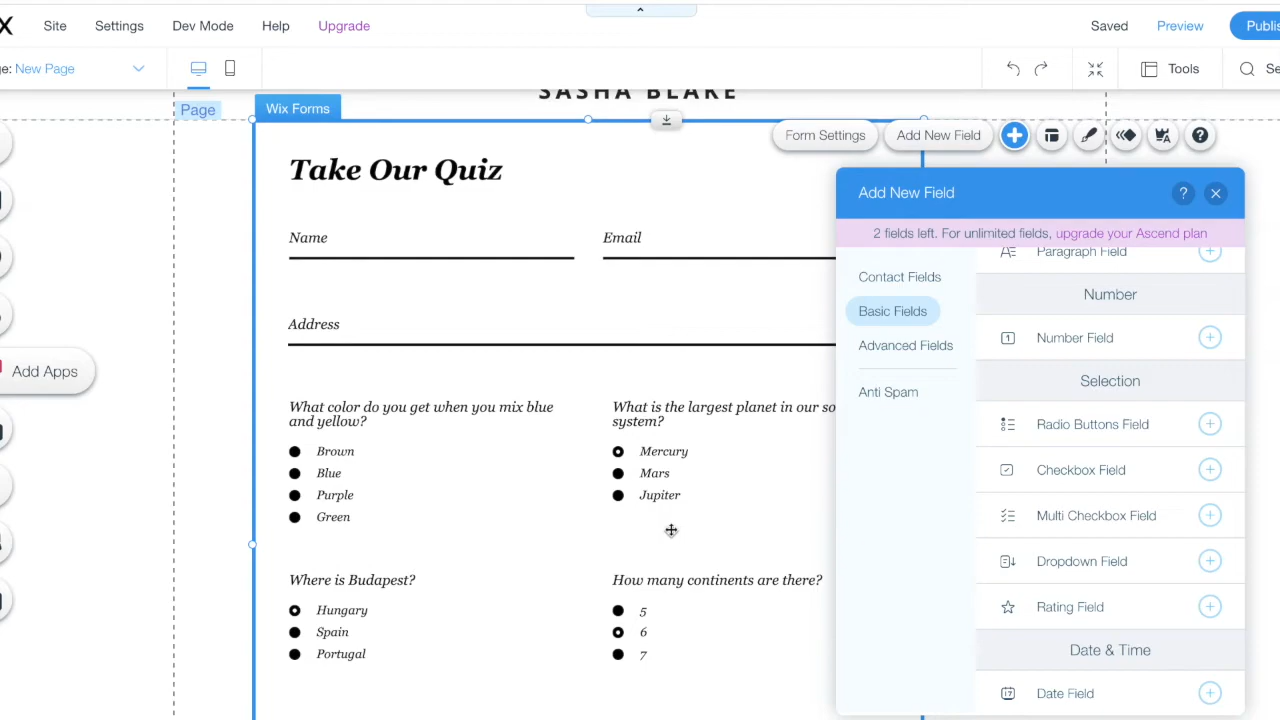 X Site Settings Dev Mode Help Upgrade Saved Preview Publis
e: New Page Tools Se
SASHA BLAKE
Page Wix Forms
Form Settings Add New Field
Take Our Quiz
Add New Field
2 fields left. For unlimited fields, upgrade your Ascend plan
Name Email
Address
Add Apps
What color do you get when you mix blue
and yellow?
Brown
Blue
Purple
Green
What is the largest planet in our so
system?
Mercury
Mars
Jupiter
Where is Budapest?
Hungary
Spain
Portugal
How many continents are there?
5
6
7
Contact Fields
Basic Fields
Advanced Fields
Anti Spam
Paragraph Field
Number
Number Field
Selection
Radio Buttons Field
Checkbox Field
Multi Checkbox Field
Dropdown Field
Rating Field
Date & Time
Date Field